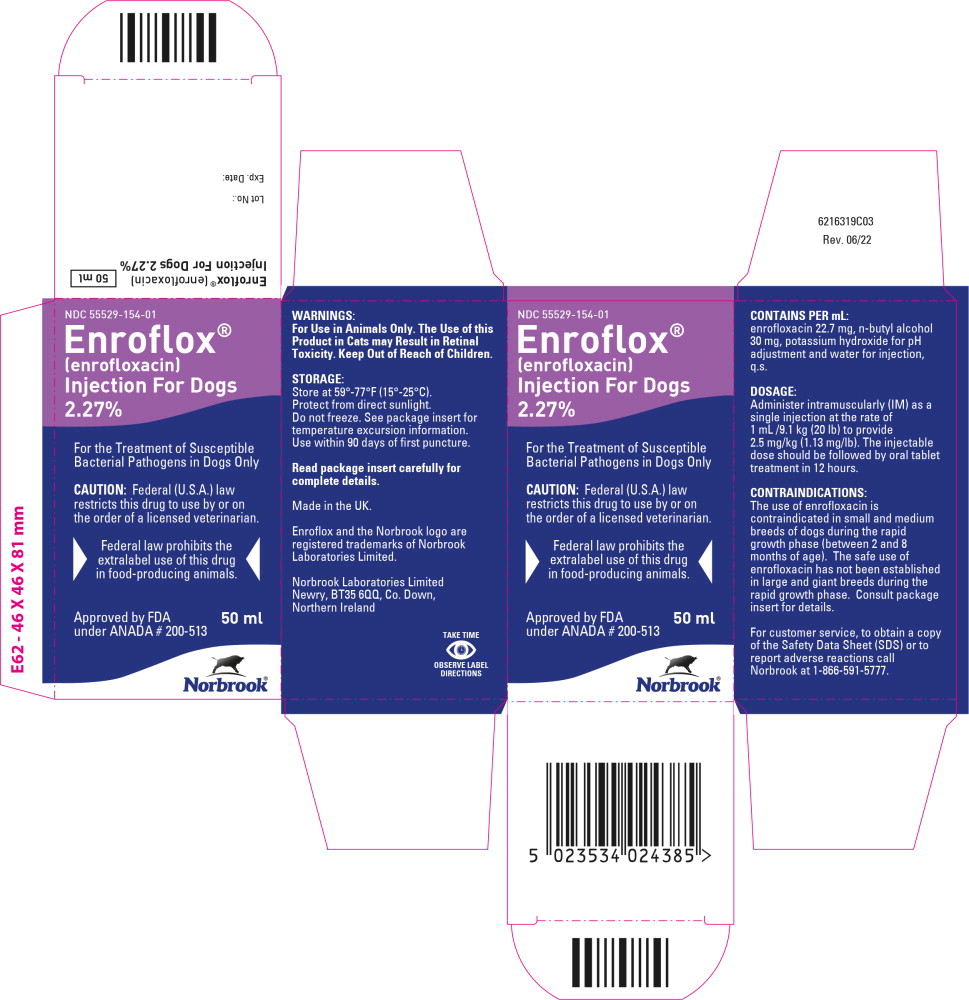 Exp. Date:
Lot No.:
Enroflox® (enrofloxacin)
Injection For Dogs 2.27%
50 ml
E62 - 46 X 46 X 81 mm
NDC 55529-154-01
Enroflox®
(enrofloxacin)
Injection For Dogs
2.27%
For the Treatment of Susceptible
Bacterial Pathogens in Dogs Only
CAUTION: Federal (U.S.A.) law
restricts this drug to use by or on
the order of a licensed veterinarian.
Federal law prohibits the
extralabel use of this drug
in food-producing animals.
Approved by FDA
under ANADA # 200-513
50 ml
Norbrook®
WARNINGS:
For Use in Animals Only. The Use of this
Product in Cats may Result in Retinal
Toxicity. Keep Out of Reach of Children.
STORAGE:
Store at 59°-77°F (15°-25°C).
Protect from direct sunlight.
Do not freeze. See package insert for
temperature excursion information.
Use within 90 days of first puncture.
Read package insert carefully for
complete details.
Made in the UK.
Enroflox and the Norbrook logo are
registered trademarks of Norbrook
Laboratories Limited.
Norbrook Laboratories Limited
Newry, BT35 6QQ, Co. Down,
Northern Ireland
TAKE TIME
OBSERVE LABEL
DIRECTIONS
NDC 55529-154-01
Enroflox®
(enrofloxacin)
Injection For Dogs
2.27%
For the Treatment of Susceptible
Bacterial Pathogens in Dogs Only
CAUTION: Federal (U.S.A.) law
restricts this drug to use by or on
the order of a licensed veterinarian.
Federal law prohibits the
extralabel use of this drug
in food-producing animals.
Approved by FDA
under ANADA # 200-513
50 ml
Norbrook®
5 023534 024385 >
6216319C03
Rev. 06/22
CONTAINS PER mL:
enrofloxacin 22.7 mg, n-butyl alcohol
30 mg, potassium hydroxide for pH
adjustment and water for injection,
q.s.
DOSAGE:
Administer intramuscularly (IM) as a
single injection at the rate of
1 mL/9.1 kg (20 lb) to provide
2.5 mg/kg (1.13 mg/lb). The injectable
dose should be followed by oral tablet
treatment in 12 hours.
CONTRAINDICATIONS:
The use of enrofloxacin is
contraindicated in small and medium
breeds of dogs during the rapid
growth phase (between 2 and 8
months of age). The safe use of
enrofloxacin has not been established
in large and giant breeds during the
rapid growth phase. Consult package
insert for details.
For customer service, to obtain a copy
of the Safety Data Sheet (SDS) or to
report adverse reactions call
Norbrook at 1-866-591-5777.